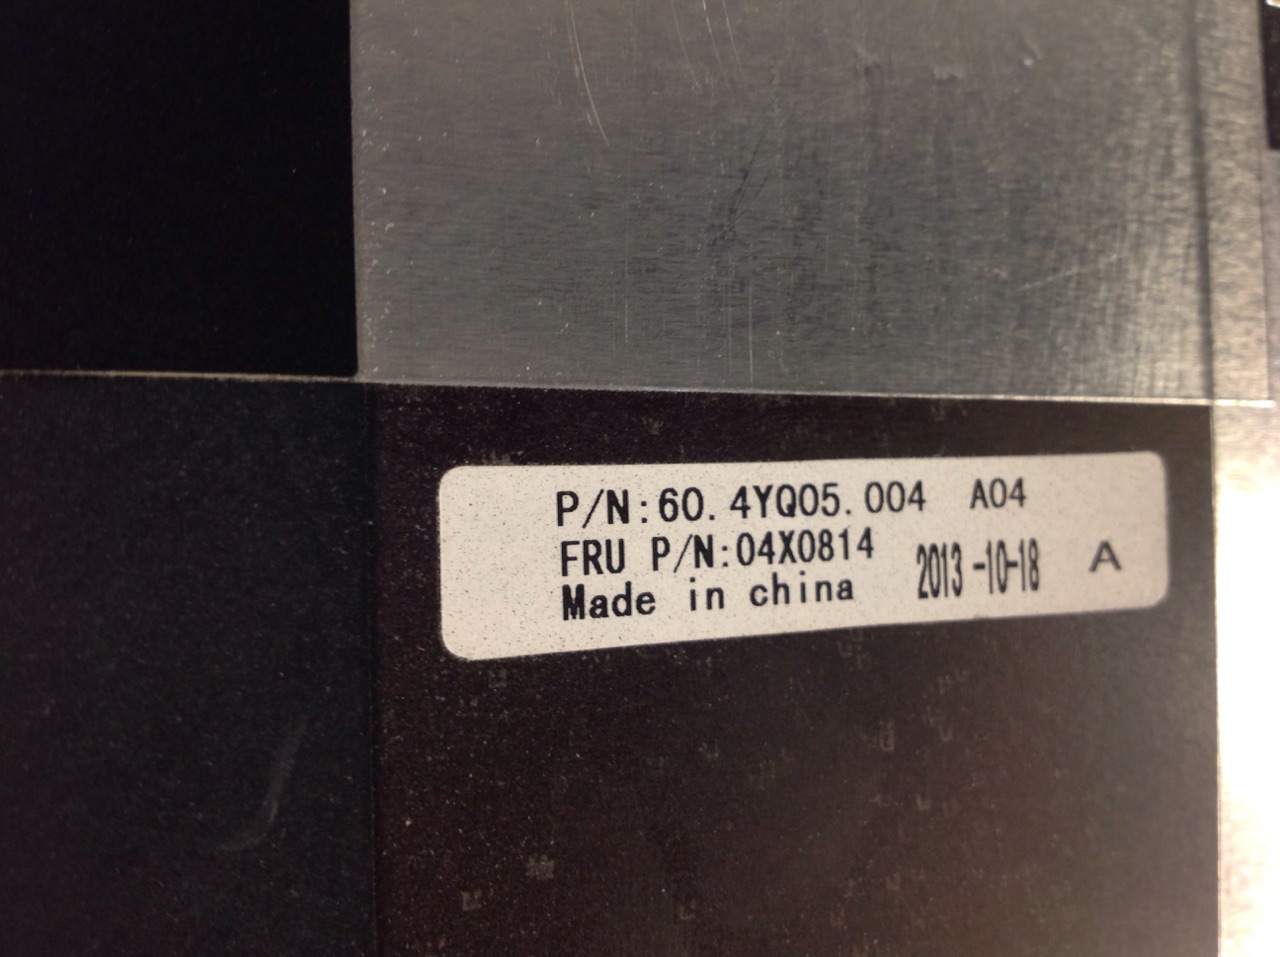 P/N:60.4YQ05.004 A04
FRU P/N:04X0814 2013-10-18 A
Made in china